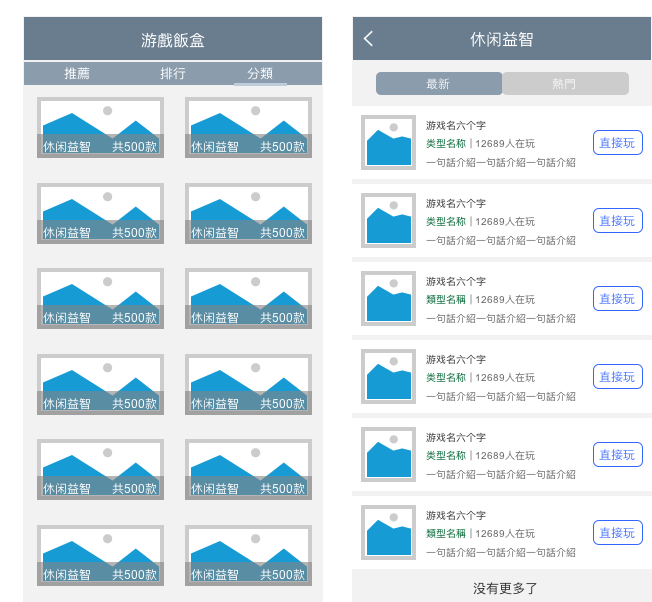 游戲飯盒
推薦 排行 分類
休闲益智 共500款 休闲益智 共500款
休闲益智 共500款 休闲益智 共500款
休闲益智 共500款 休闲益智 共500款
休闲益智 共500款 休闲益智 共500款
休闲益智 共500款 休闲益智 共500款
休闲益智 共500款 休闲益智 共500款
休闲益智
最新 熱門
游戏名六个字
类型名称 | 12689人在玩
一句話介紹一句話介紹一句話介紹
直接玩
游戏名六个字
类型名称 | 12689人在玩
一句話介紹一句話介紹一句話介紹
直接玩
游戏名六个字
類型名稱 | 12689人在玩
一句話介紹一句話介紹一句話介紹
直接玩
游戏名六个字
类型名称 | 12689人在玩
一句話介紹一句話介紹一句話介紹
直接玩
游戏名六个字
类型名称 | 12689人在玩
一句話介紹一句話介紹一句話介紹
直接玩
游戏名六个字
類型名稱 | 12689人在玩
一句話介紹一句話介紹一句話介紹
直接玩
没有更多了